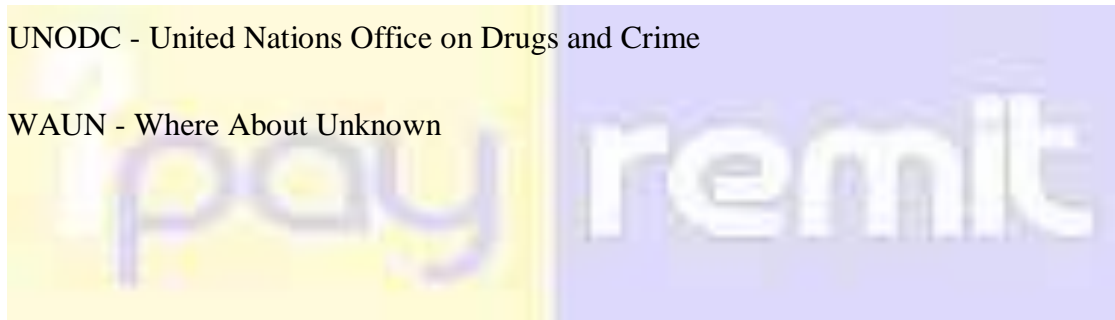 UNODC - United Nations Office on Drugs and Crime
WAUN - Where About Unknown
ipay remit